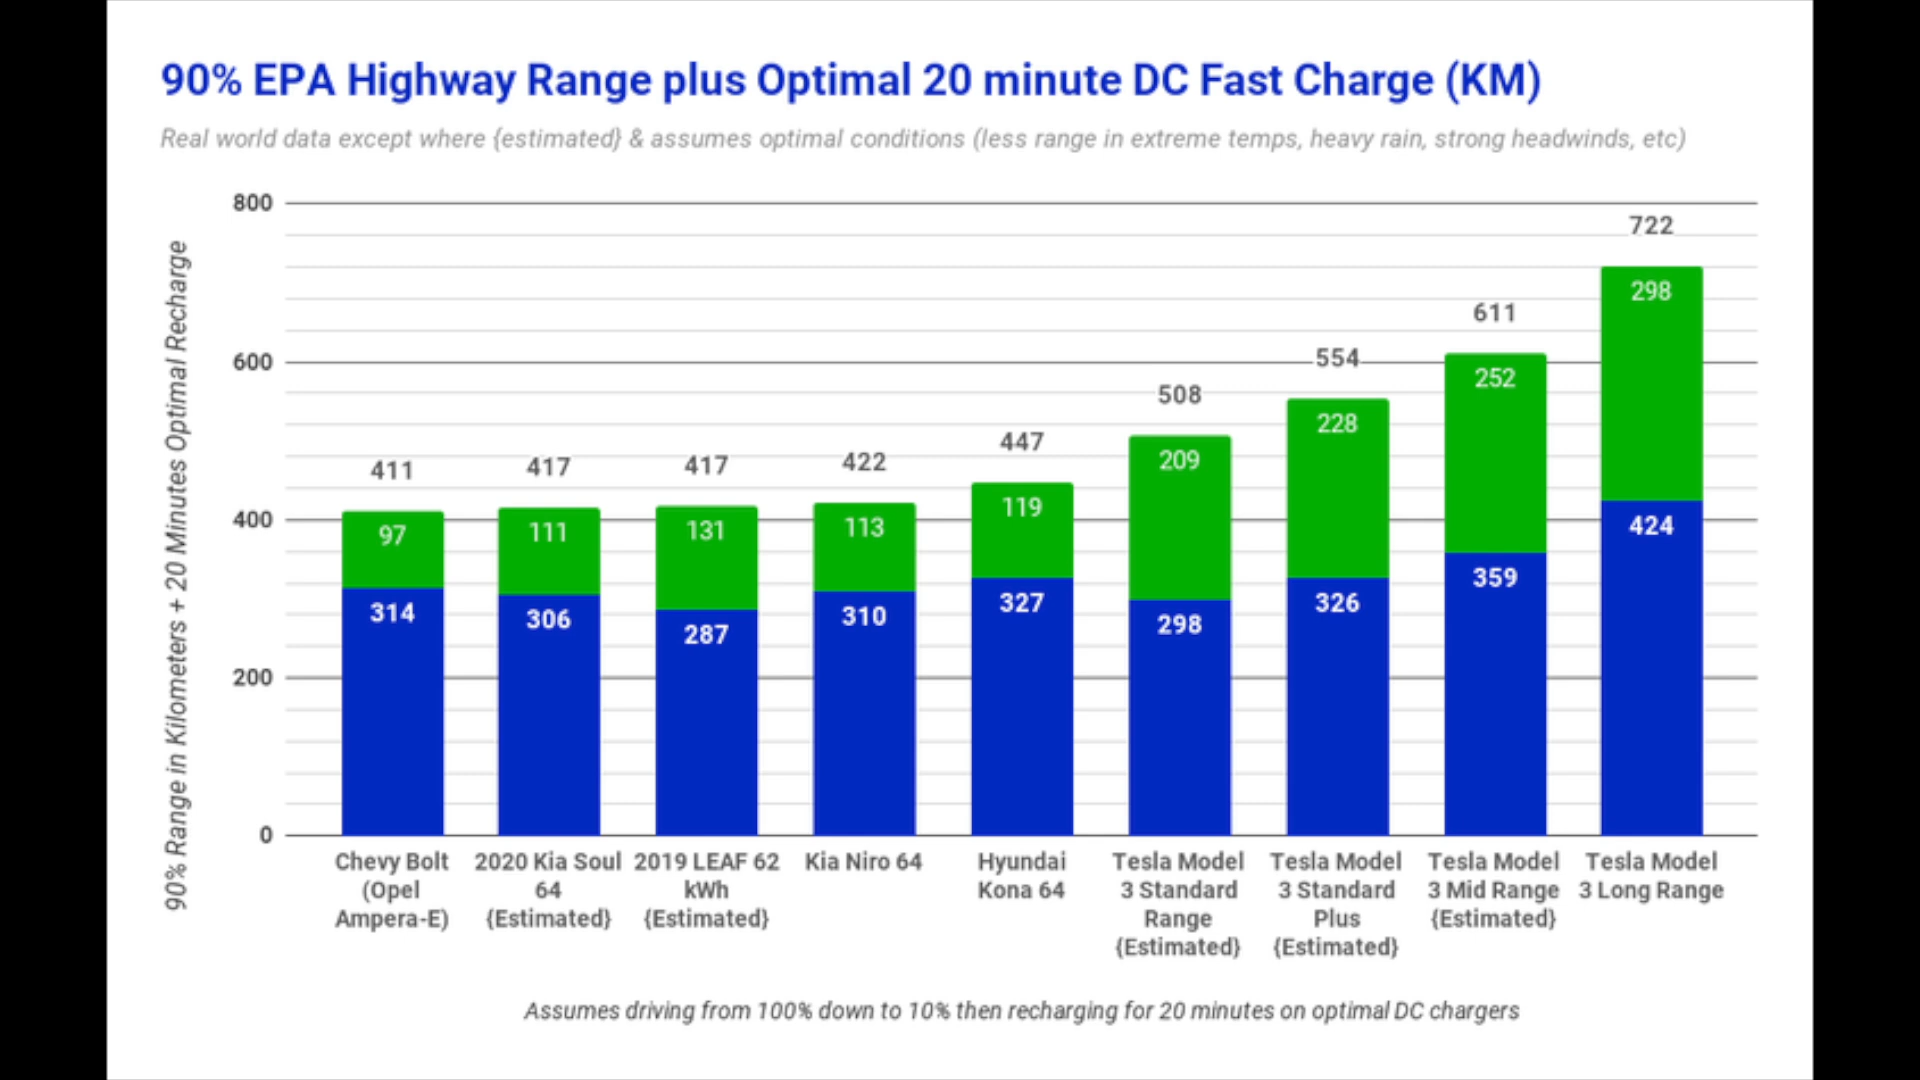 90% EPA Highway Range plus Optimal 20 minute DC Fast Charge (KM)
Real world data except where {estimated} & assumes optimal conditions (less range in extreme temps, heavy rain, strong headwinds, etc)
90% Range in Kilometers + 20 Minutes Optimal Recharge
800
600
400
200
0
411
97
314
417
111
306
417
131
287
422
113
310
447
119
327
508
209
298
554
228
326
611
252
359
722
298
424
Chevy Bolt
(Opel
Ampera-E)
2020 Kia Soul
64
{Estimated}
2019 LEAF 62
kWh
{Estimated}
Kia Niro 64
Hyundai
Kona 64
Tesla Model
3 Standard
Range
{Estimated}
Tesla Model
3 Standard
Plus
{Estimated}
Tesla Model
3 Mid Range
{Estimated}
Tesla Model
3 Long Range
Assumes driving from 100% down to 10% then recharging for 20 minutes on optimal DC chargers